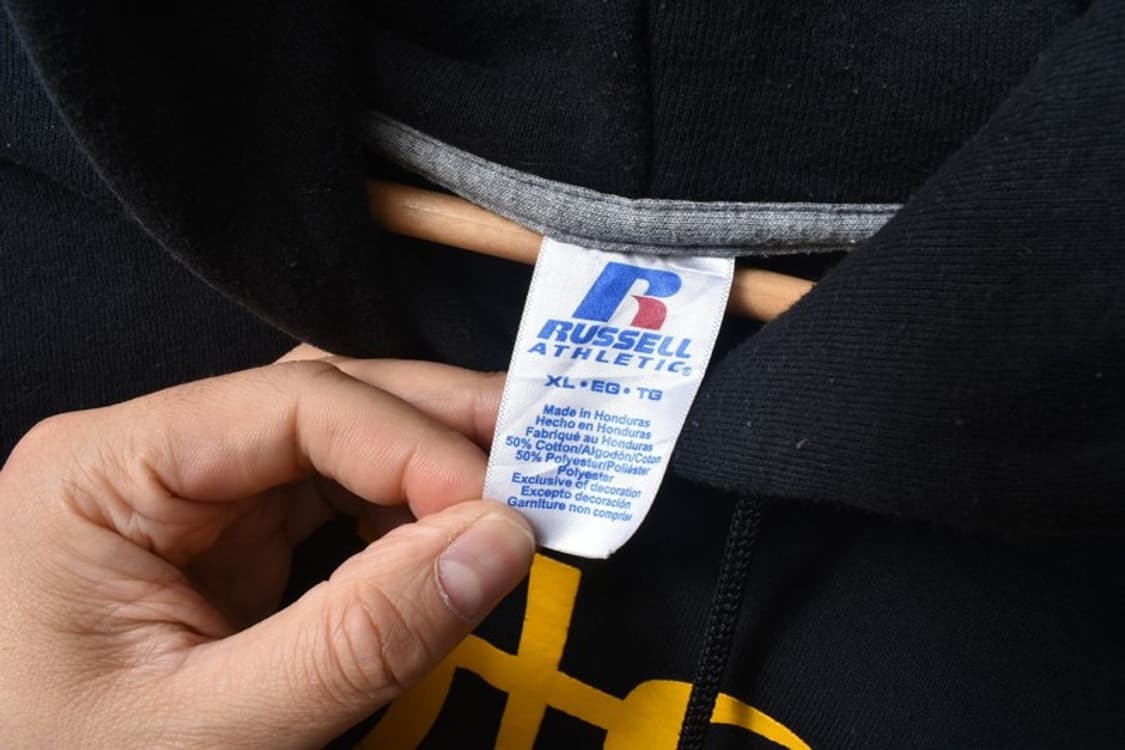 RUSSELL
ATHLETIC®
XL • EG • TG
Made in Honduras
Hecho en Honduras
Fabriqué au Honduras
50% Cotton/Algodón/Coton
50% Polyester/Poliéster
Polyester
Exclusive of decoration
Excepto decoración
Garniture non comprise